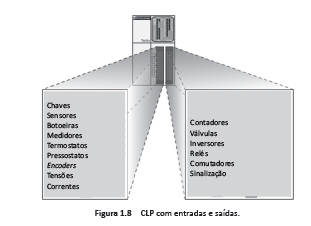 Chaves
Sensores
Botoeiras
Medidores
Termostatos
Pressostatos
Encoders
Tensões
Correntes
Contadores
Válvulas
Inversores
Relés
Comutadores
Sinalização
Figura 1.8 CLP com entradas e saídas.